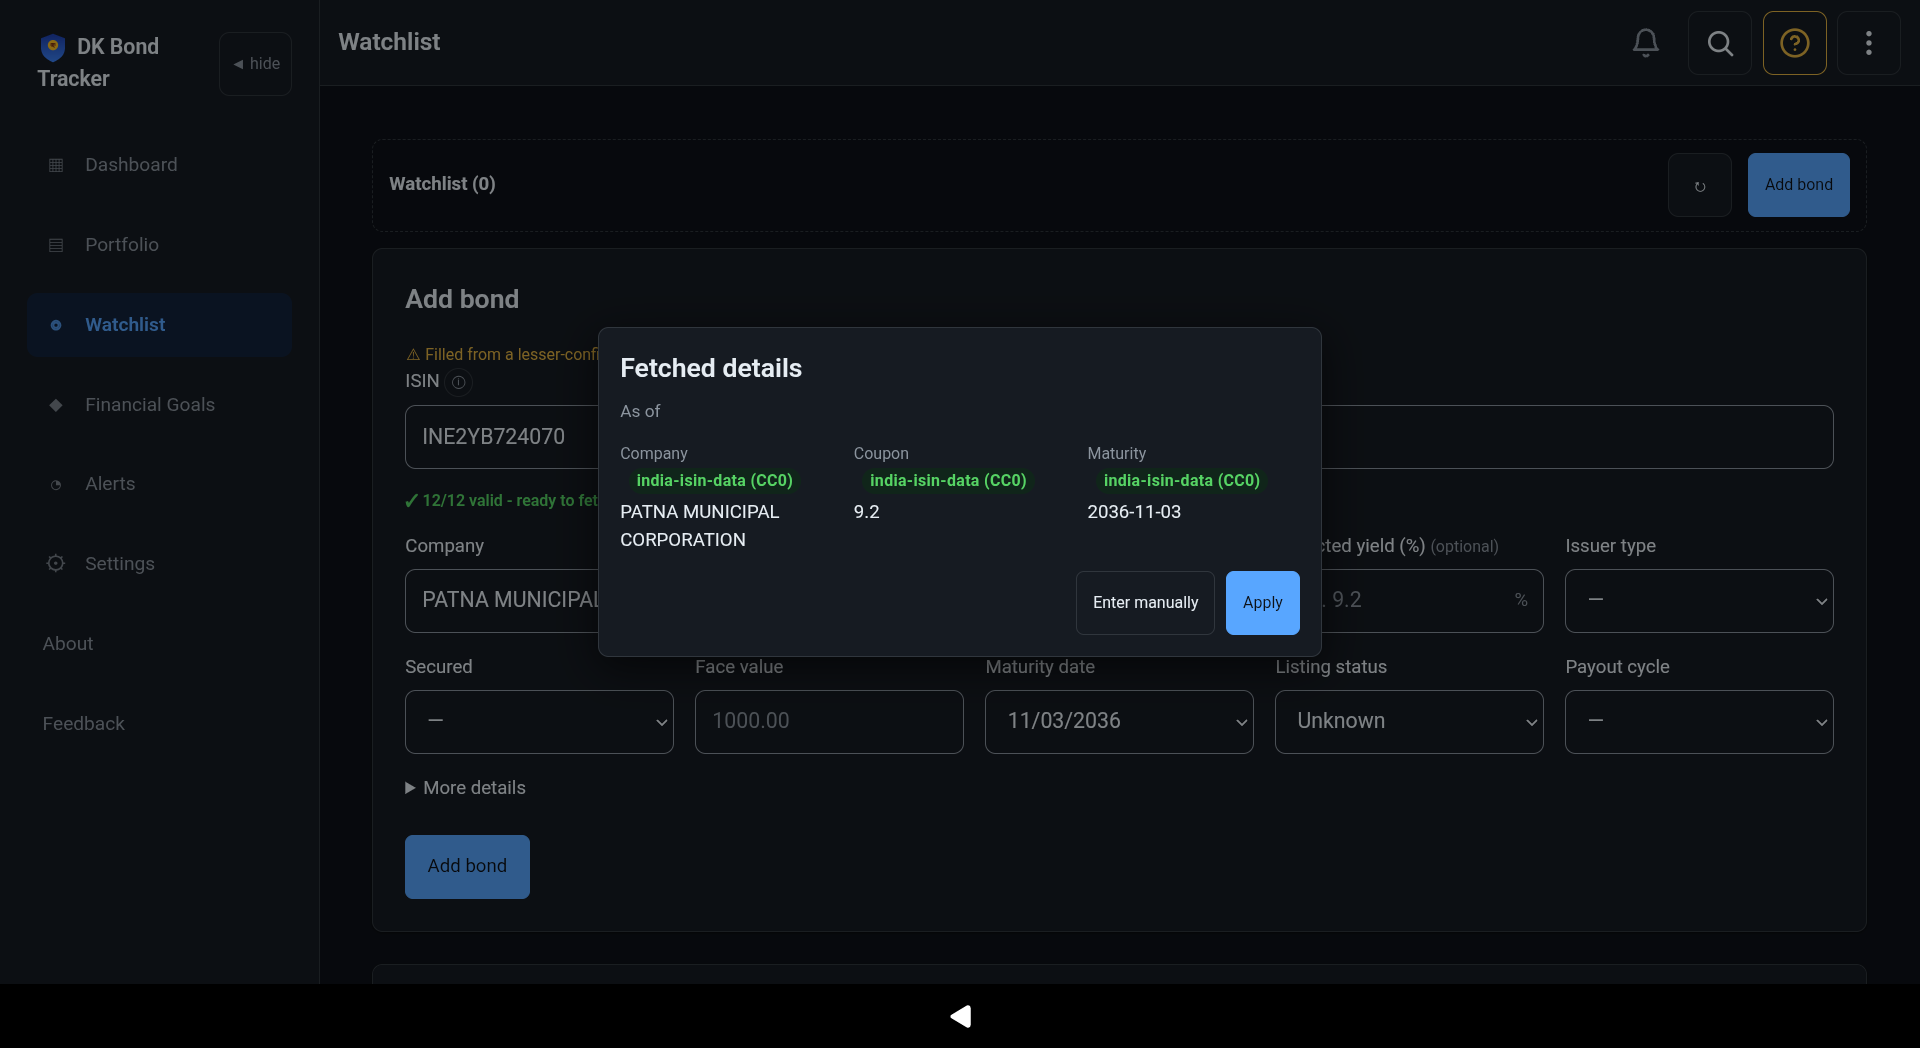 DK Bond
Tracker
◄ hide
Watchlist
Dashboard
Portfolio
Watchlist
Financial Goals
Alerts
Settings
About
Feedback
Watchlist (0)
Add bond
Add bond
⚠ Filled from a lesser-confi
ISIN
INE2YB724070
✓ 12/12 valid - ready to fet
Fetched details
As of
Company
india-isin-data (CC0)
PATNA MUNICIPAL
CORPORATION
Coupon
india-isin-data (CC0)
9.2
Maturity
india-isin-data (CC0)
2036-11-03
Enter manually
Apply
Company
PATNA MUNICIPAL
cted yield (%) (optional)
. 9.2
%
Issuer type
—
Secured
—
Face value
1000.00
Maturity date
11/03/2036
Listing status
Unknown
Payout cycle
—
▶ More details
Add bond